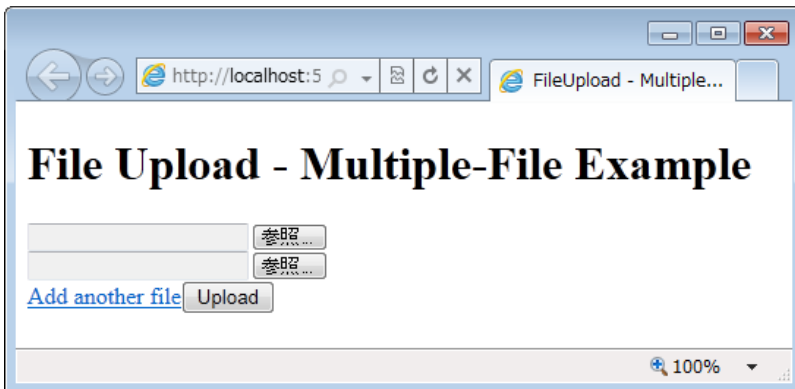 http://localhost:5
FileUpload - Multiple...
File Upload - Multiple-File Example
参照...
参照...
Add another file Upload
100%